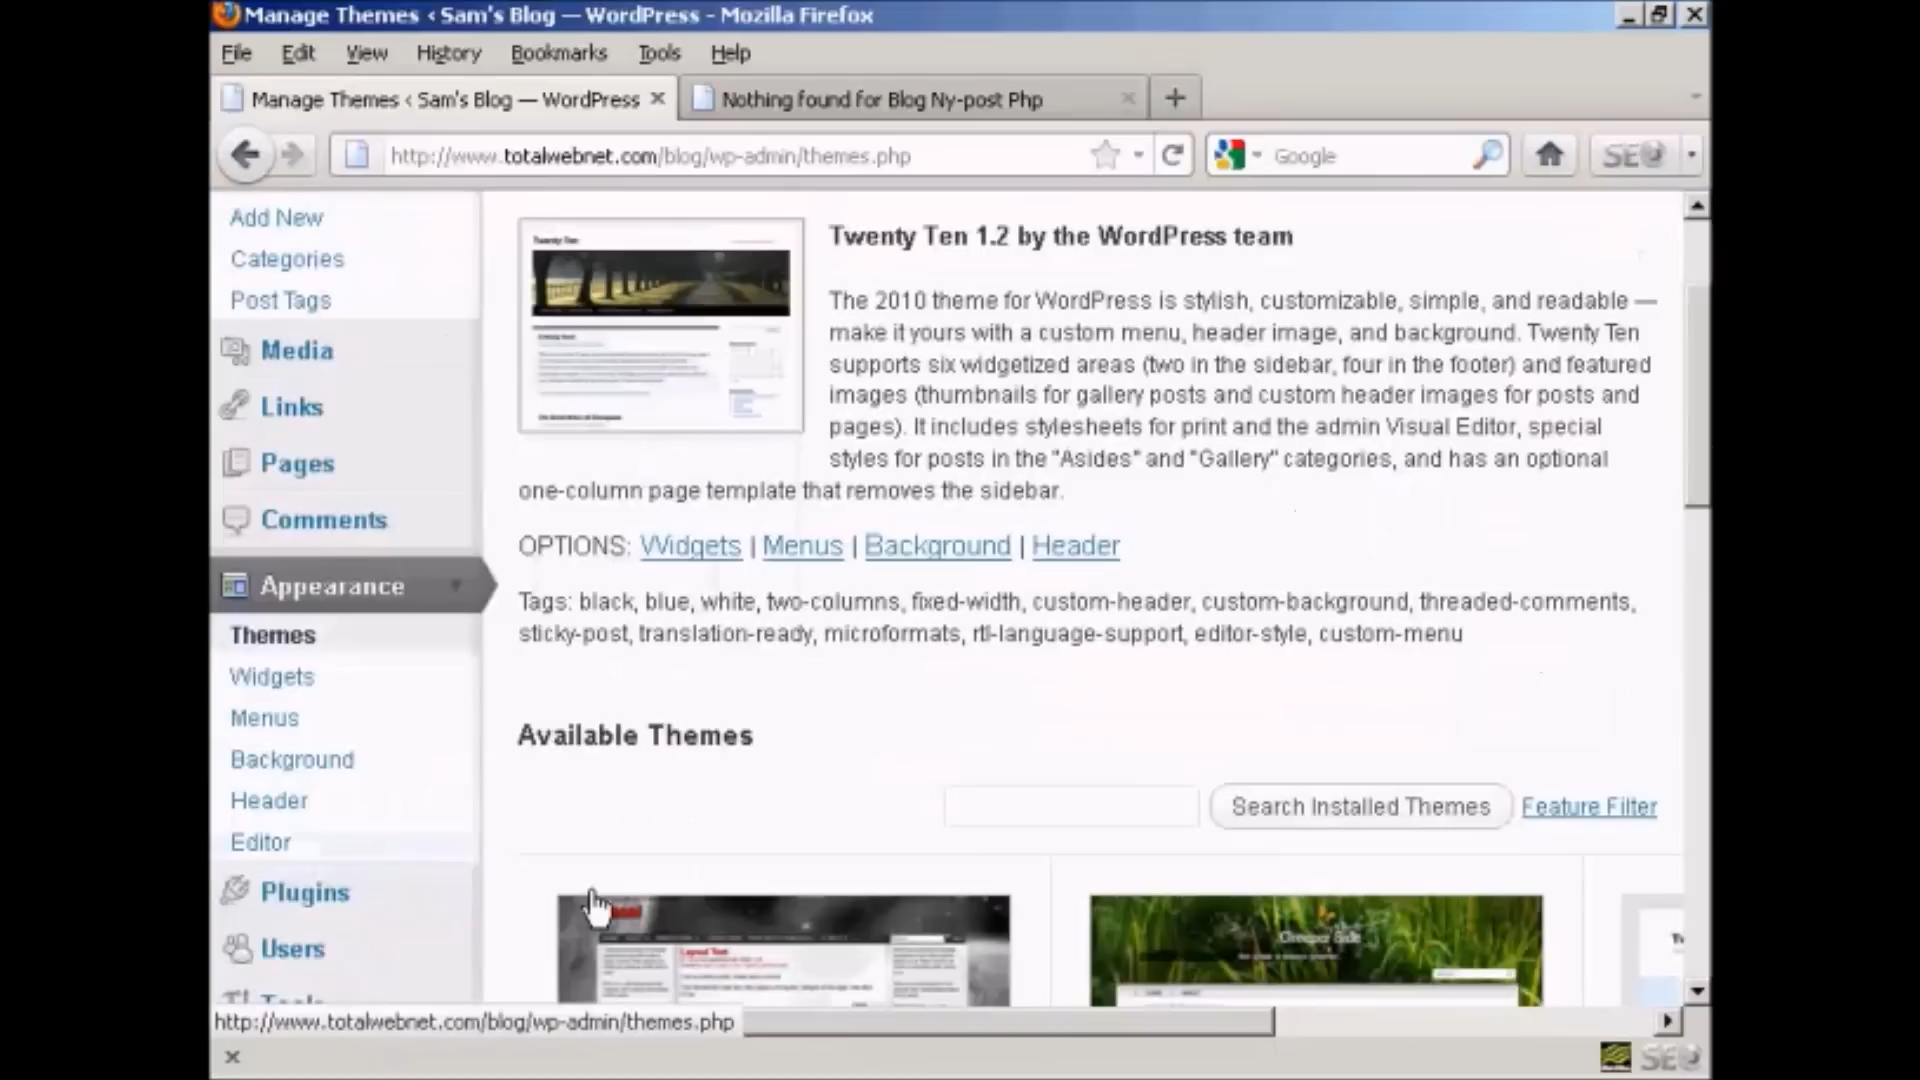 Manage Themes ‹ Sam's Blog — WordPress - Mozilla Firefox
File Edit View History Bookmarks Tools Help
Manage Themes ‹ Sam's Blog — WordPress
Nothing found for Blog Ny-post Php
http://www.totalwebnet.com/blog/wp-admin/themes.php
Google
SEO
Add New
Categories
Post Tags
Media
Links
Pages
Comments
Appearance
Themes
Widgets
Menus
Background
Header
Editor
Plugins
Users
Tools
Twenty Ten
Twenty Ten 1.2 by the WordPress team
The 2010 theme for WordPress is stylish, customizable, simple, and readable —
make it yours with a custom menu, header image, and background. Twenty Ten
supports six widgetized areas (two in the sidebar, four in the footer) and featured
images (thumbnails for gallery posts and custom header images for posts and
pages). It includes stylesheets for print and the admin Visual Editor, special
styles for posts in the "Asides" and "Gallery" categories, and has an optional
one-column page template that removes the sidebar.
OPTIONS: Widgets | Menus | Background | Header
Tags: black, blue, white, two-columns, fixed-width, custom-header, custom-background, threaded-comments,
sticky-post, translation-ready, microformats, rtl-language-support, editor-style, custom-menu
Available Themes
Search Installed Themes Feature Filter
Layout Test
Greener Side
http://www.totalwebnet.com/blog/wp-admin/themes.php
SEO